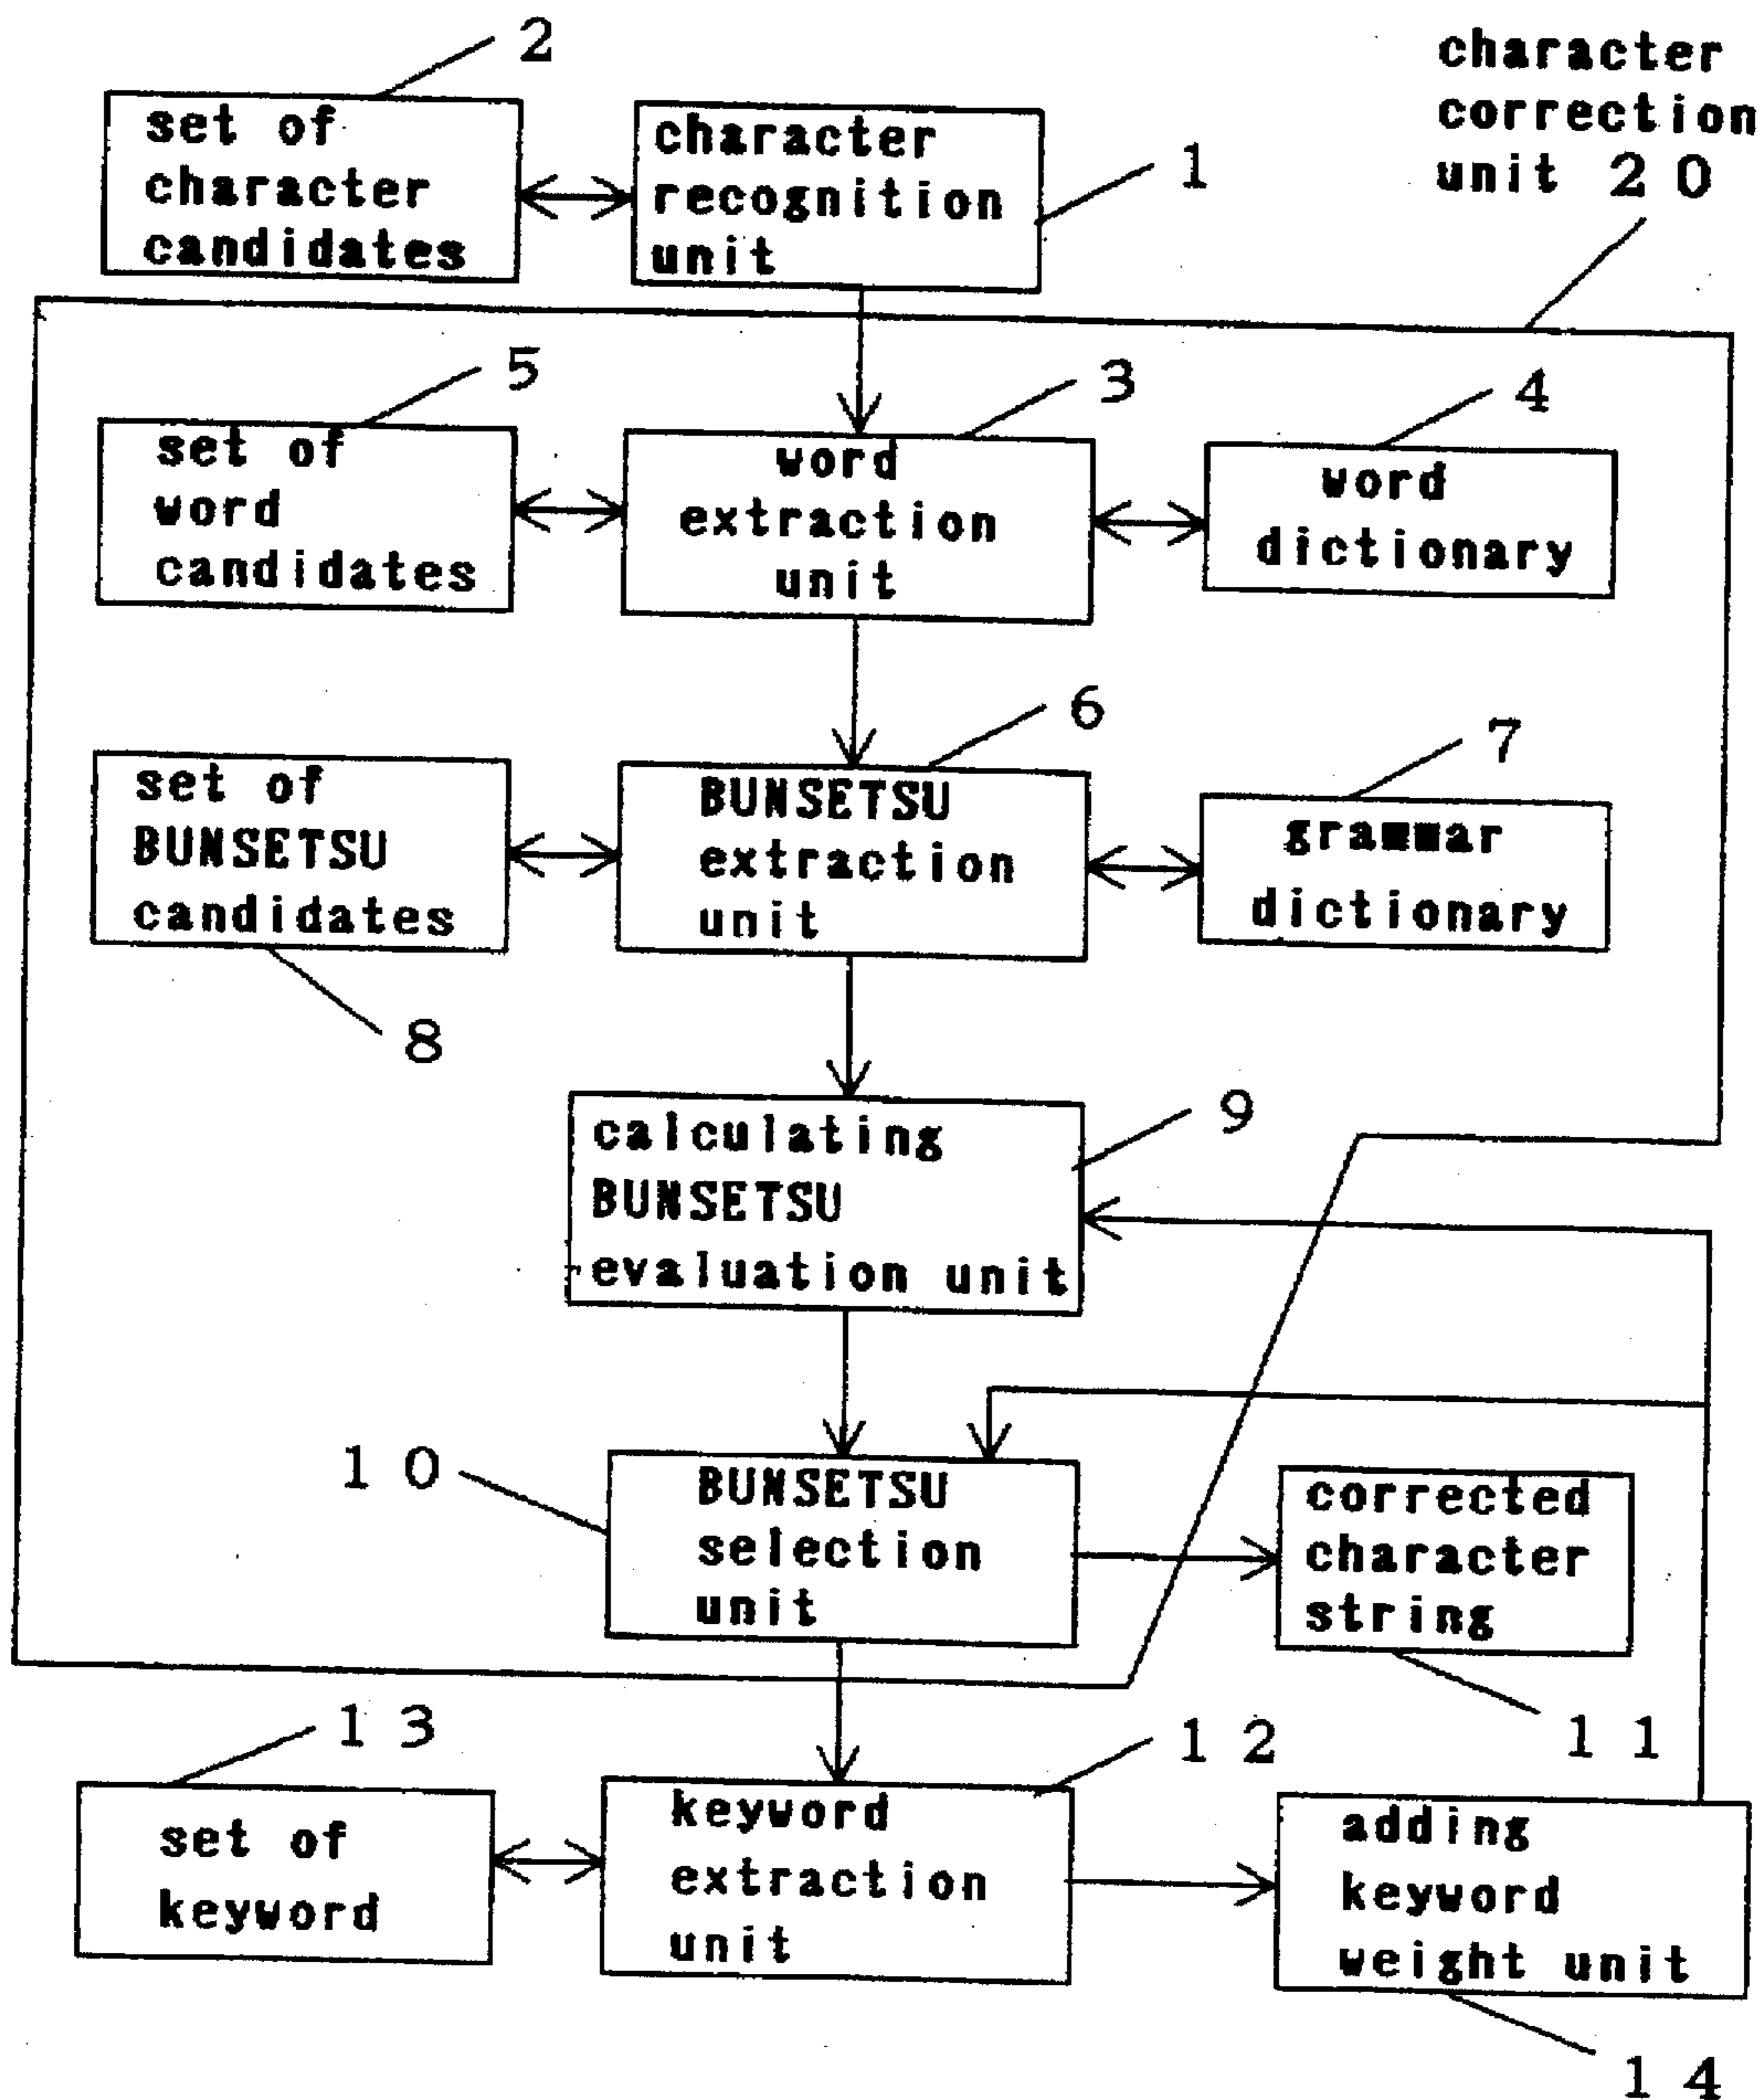 2
character
correction
unit 20
set of
character
candidates
character
recognition
unit
1
5
3
4
set of
word
candidates
word
extraction
unit
word
dictionary
6
7
set of
BUNSETSU
candidates
BUNSETSU
extraction
unit
grammar
dictionary
8
9
calculating
BUNSETSU
evaluation unit
10
BUNSETSU
selection
unit
corrected
character
string
11
13
12
set of
keyword
keyword
extraction
unit
adding
keyword
weight unit
14